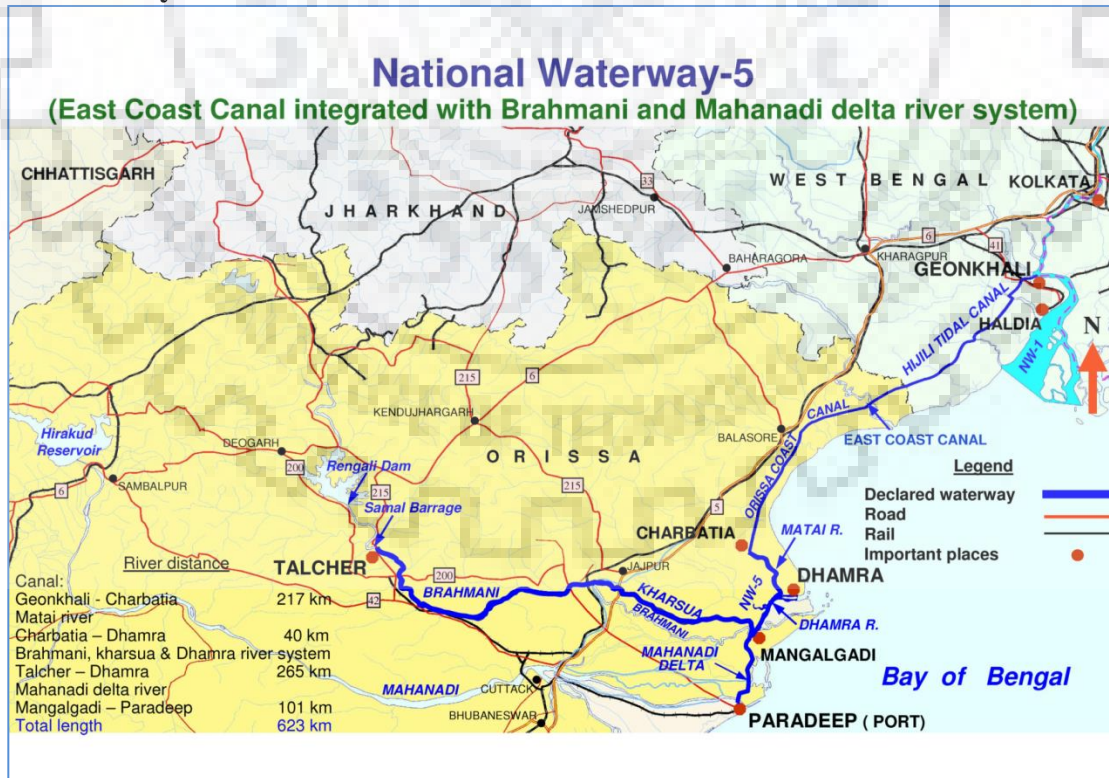 National Waterway-5
(East Coast Canal integrated with Brahmani and Mahanadi delta river system)
CHHATTISGARH
JHARKHAND
WEST BENGAL
KOLKATA
33
JAMSHEDPUR
6
41
KHARAGPUR
BAHARAGORA
GEONKHALI
HALDIA
N
HIJILI TIDAL CANAL
NW-1
215
6
KENDUJHARGARH
CANAL
BALASORE
EAST COAST CANAL
ORISSA COAST
Hirakud
Reservoir
DEOGARH
ORISSA
200
Rengali Dam
6
SAMBALPUR
215
215
Samal Barrage
5
CHARBATIA
MATAI R.
Legend
Declared waterway
Road
Rail
Important places
TALCHER
200
BRAHMANI
42
JAJPUR
KHARSUA
BRAHMANI
NW-5
DHAMRA
DHAMRA R.
MANGALGADI
MAHANADI
DELTA
MAHANADI
CUTTACK
BHUBANESWAR
PARADEEP ( PORT)
Bay of Bengal
River distance
Canal:
Geonkhali - Charbatia 217 km
Matai river
Charbatia – Dhamra 40 km
Brahmani, kharsua & Dhamra river system
Talcher – Dhamra 265 km
Mahanadi delta river
Mangalgadi – Paradeep 101 km
Total length 623 km